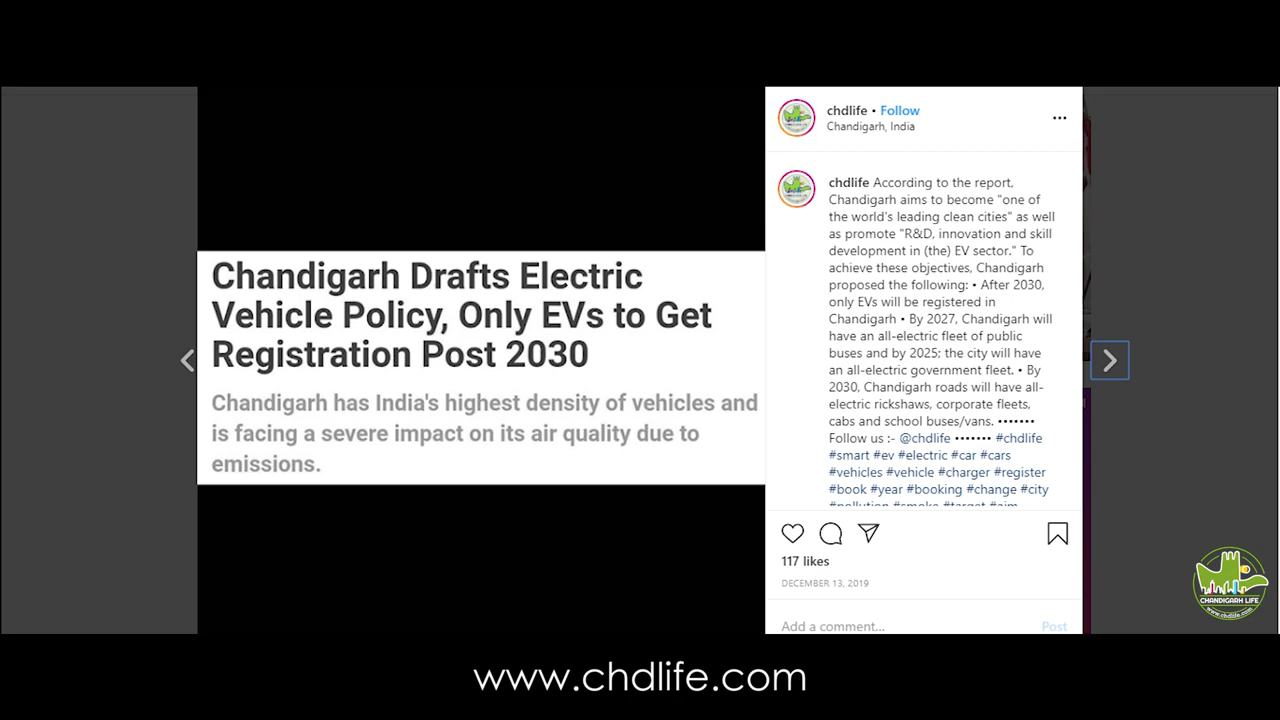 Chandigarh Drafts Electric
Vehicle Policy, Only EVs to Get
Registration Post 2030
Chandigarh has India's highest density of vehicles and
is facing a severe impact on its air quality due to
emissions.
chdlife • Follow
Chandigarh, India
chdlife According to the report,
Chandigarh aims to become "one of
the world's leading clean cities" as well
as promote "R&D, innovation and skill
development in (the) EV sector." To
achieve these objectives, Chandigarh
proposed the following: • After 2030,
only EVs will be registered in
Chandigarh • By 2027, Chandigarh will
have an all-electric fleet of public
buses and by 2025; the city will have
an all-electric government fleet. • By
2030, Chandigarh roads will have all-
electric rickshaws, corporate fleets,
cabs and school buses/vans. •••••••
Follow us :- @chdlife ••••••• #chdlife
#smart #ev #electric #car #cars
#vehicles #vehicle #charger #register
#book #year #booking #change #city
#pollution #smoke #target #aim
117 likes
DECEMBER 13, 2019
Add a comment...
Post
CHANDIGARH LIFE
www.chdlife.com
www.chdlife.com